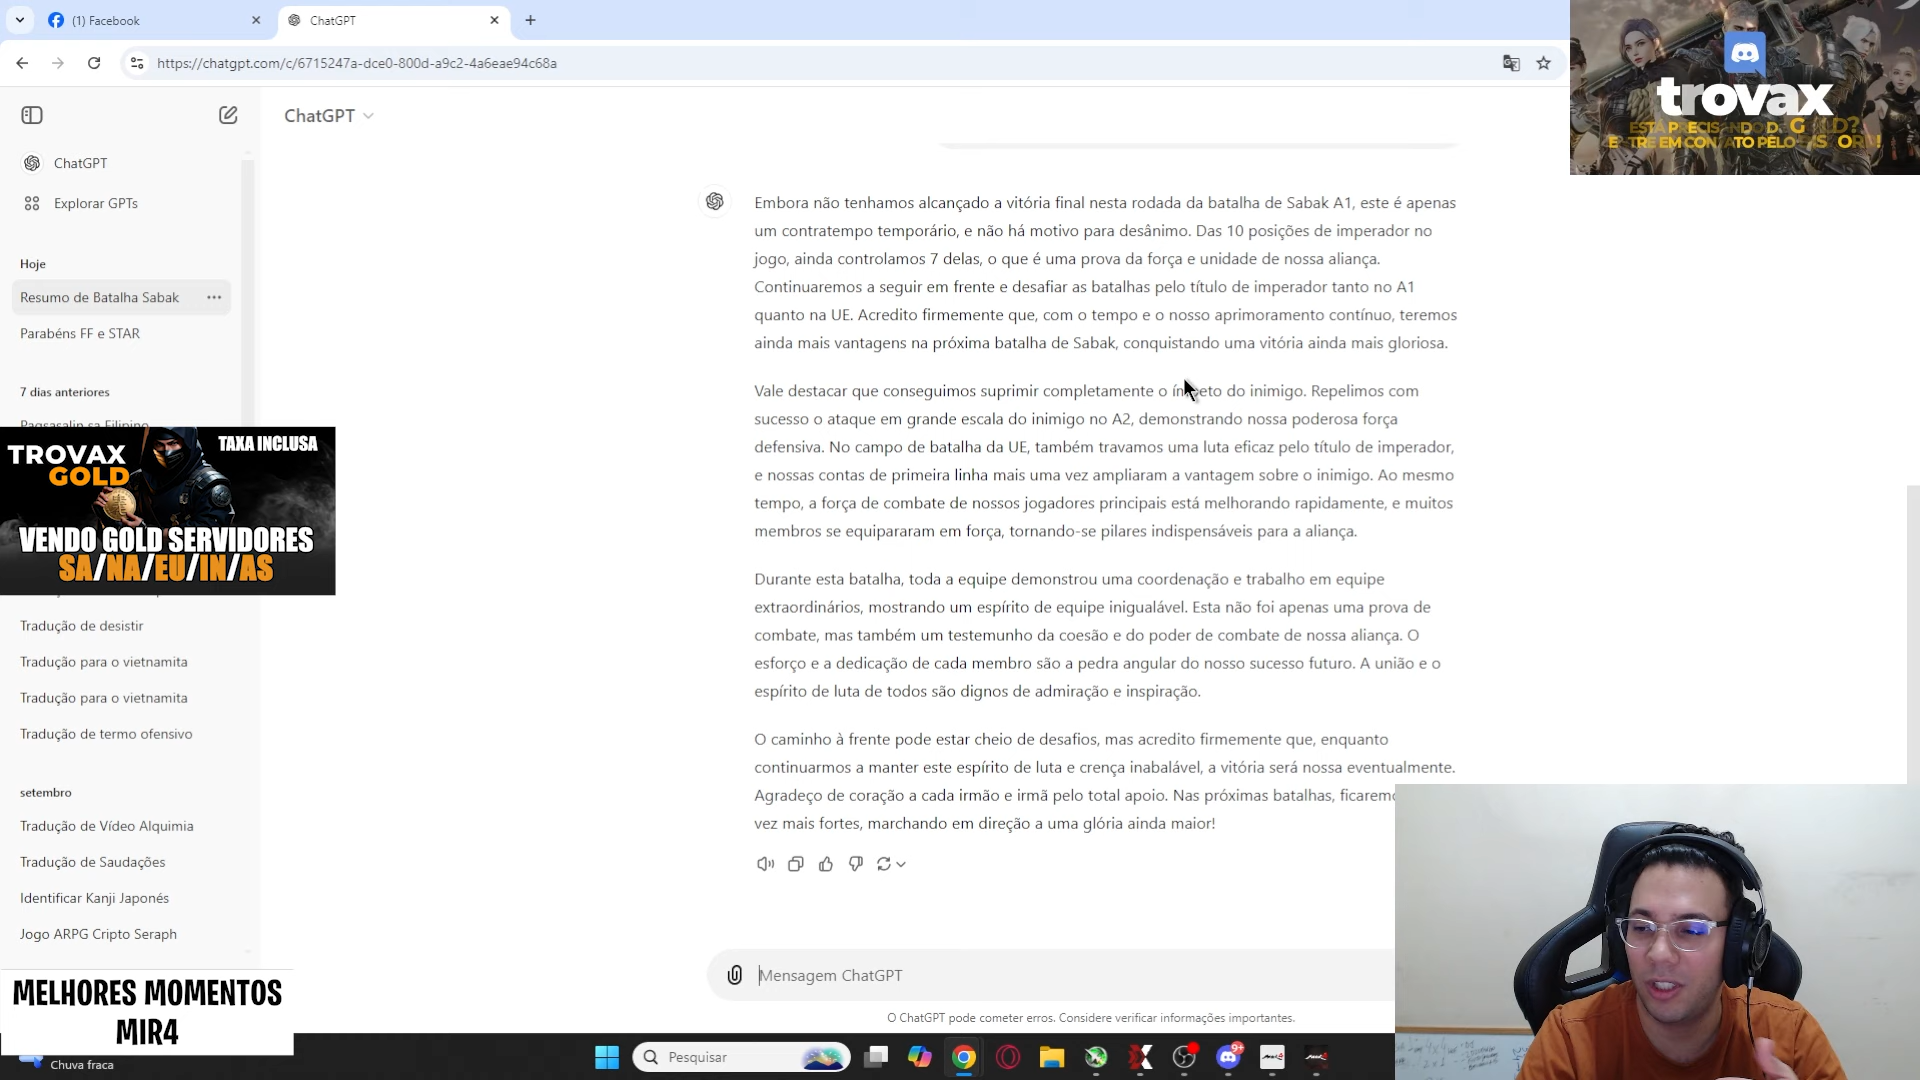 (1) Facebook
ChatGPT
https://chatgpt.com/c/6715247a-dce0-800d-a9c2-4a6eae94c68a
trovax
ChatGPT
ChatGPT
Explorar GPTs
Hoje
Resumo de Batalha Sabak
Parabéns FF e STAR
7 dias anteriores
Pagsasalin sa Filipino
TROVAX
GOLD
TAXA INCLUSA
VENDO GOLD SERVIDORES
SA/NA/EU/IN/AS
Tradução de desistir
Tradução para o vietnamita
Tradução para o vietnamita
Tradução de termo ofensivo
setembro
Tradução de Vídeo Alquimia
Tradução de Saudações
Identificar Kanji Japonés
Jogo ARPG Cripto Seraph
MELHORES MOMENTOS
MIR4
Embora não tenhamos alcançado a vitória final nesta rodada da batalha de Sabak A1, este é apenas
um contratempo temporário, e não há motivo para desânimo. Das 10 posições de imperador no
jogo, ainda controlamos 7 delas, o que é uma prova da força e unidade de nossa aliança.
Continuaremos a seguir em frente e desafiar as batalhas pelo título de imperador tanto no A1
quanto na UE. Acredito firmemente que, com o tempo e o nosso aprimoramento contínuo, teremos
ainda mais vantagens na próxima batalha de Sabak, conquistando uma vitória ainda mais gloriosa.
Vale destacar que conseguimos suprimir completamente o ímpeto do inimigo. Repelimos com
sucesso o ataque em grande escala do inimigo no A2, demonstrando nossa poderosa força
defensiva. No campo de batalha da UE, também travamos uma luta eficaz pelo título de imperador,
e nossas contas de primeira linha mais uma vez ampliaram a vantagem sobre o inimigo. Ao mesmo
tempo, a força de combate de nossos jogadores principais está melhorando rapidamente, e muitos
membros se equipararam em força, tornando-se pilares indispensáveis para a aliança.
Durante esta batalha, toda a equipe demonstrou uma coordenação e trabalho em equipe
extraordinários, mostrando um espírito de equipe inigualável. Esta não foi apenas uma prova de
combate, mas também um testemunho da coesão e do poder de combate de nossa aliança. O
esforço e a dedicação de cada membro são a pedra angular do nosso sucesso futuro. A união e o
espírito de luta de todos são dignos de admiração e inspiração.
O caminho à frente pode estar cheio de desafios, mas acredito firmemente que, enquanto
continuarmos a manter este espírito de luta e crença inabalável, a vitória será nossa eventualmente.
Agradeço de coração a cada irmão e irmã pelo total apoio. Nas próximas batalhas, ficaremo
vez mais fortes, marchando em direção a uma glória ainda maior!
Mensagem ChatGPT
O ChatGPT pode cometer erros. Considere verificar informações importantes.
Chuva fraca
Pesquisar
9+